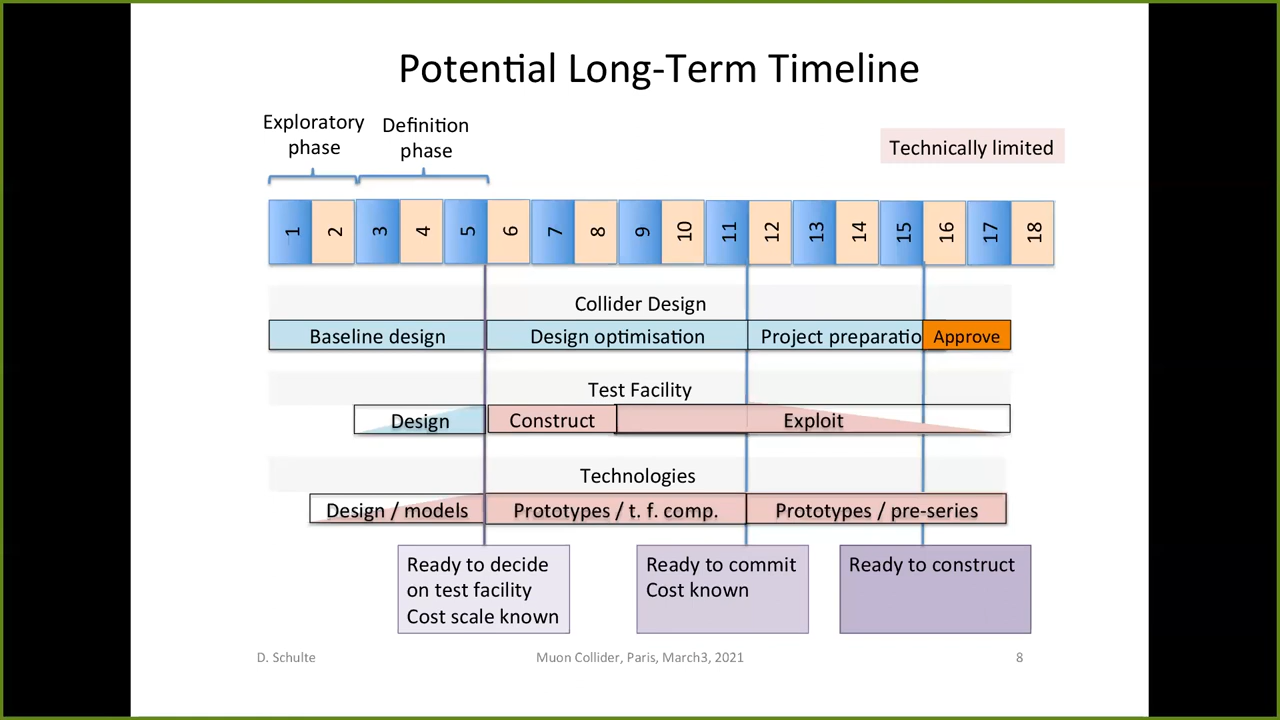 Potential Long-Term Timeline
Exploratory
phase
Definition
phase
Technically limited
1 2 3 4 5 6 7 8 9 10 11 12 13 14 15 16 17 18
Collider Design
Baseline design Design optimisation Project preparatio Approve
Test Facility
Design Construct Exploit
Technologies
Design / models Prototypes / t. f. comp. Prototypes / pre-series
Ready to decide
on test facility
Cost scale known
Ready to commit
Cost known
Ready to construct
D. Schulte Muon Collider, Paris, March3, 2021 8